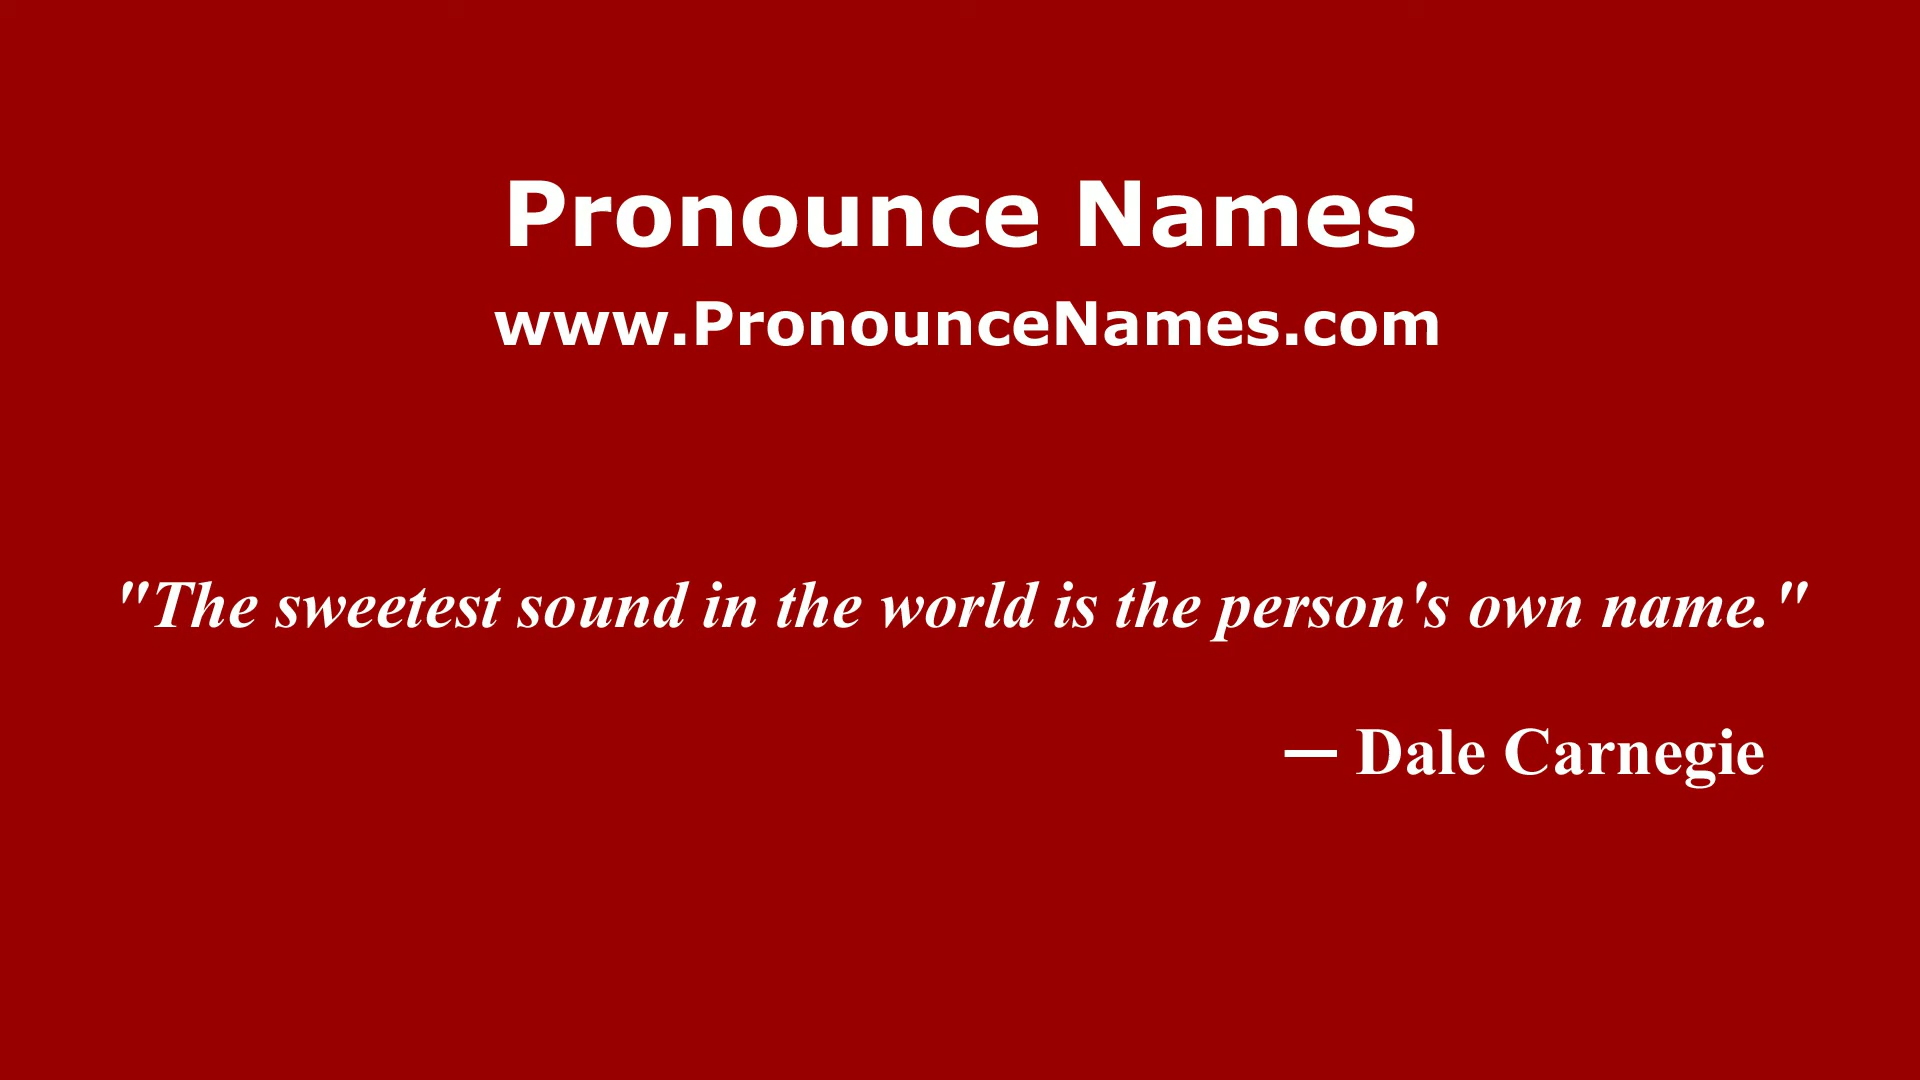 Pronounce Names
www.PronounceNames.com
"The sweetest sound in the world is the person's own name."
— Dale Carnegie